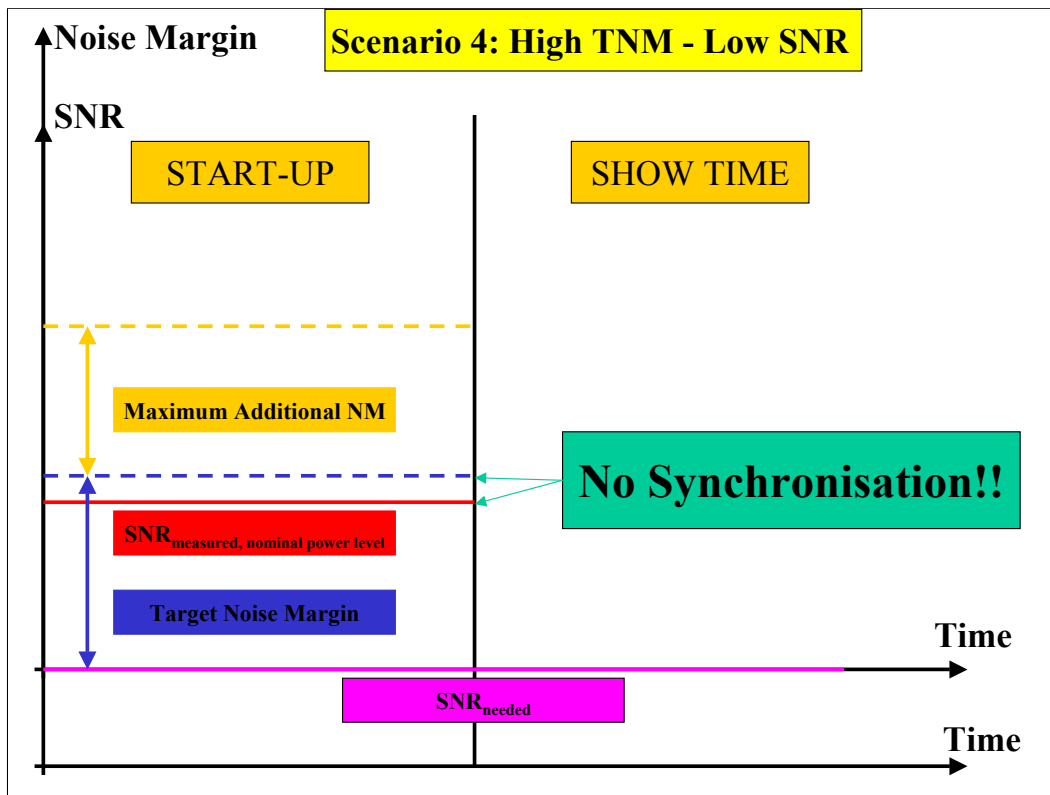 Noise Margin
Scenario 4: High TNM - Low SNR
SNR
START-UP
SHOW TIME
Maximum Additional NM
No Synchronisation!!
SNRmeasured, nominal power level
Target Noise Margin
Time
SNRneeded
Time